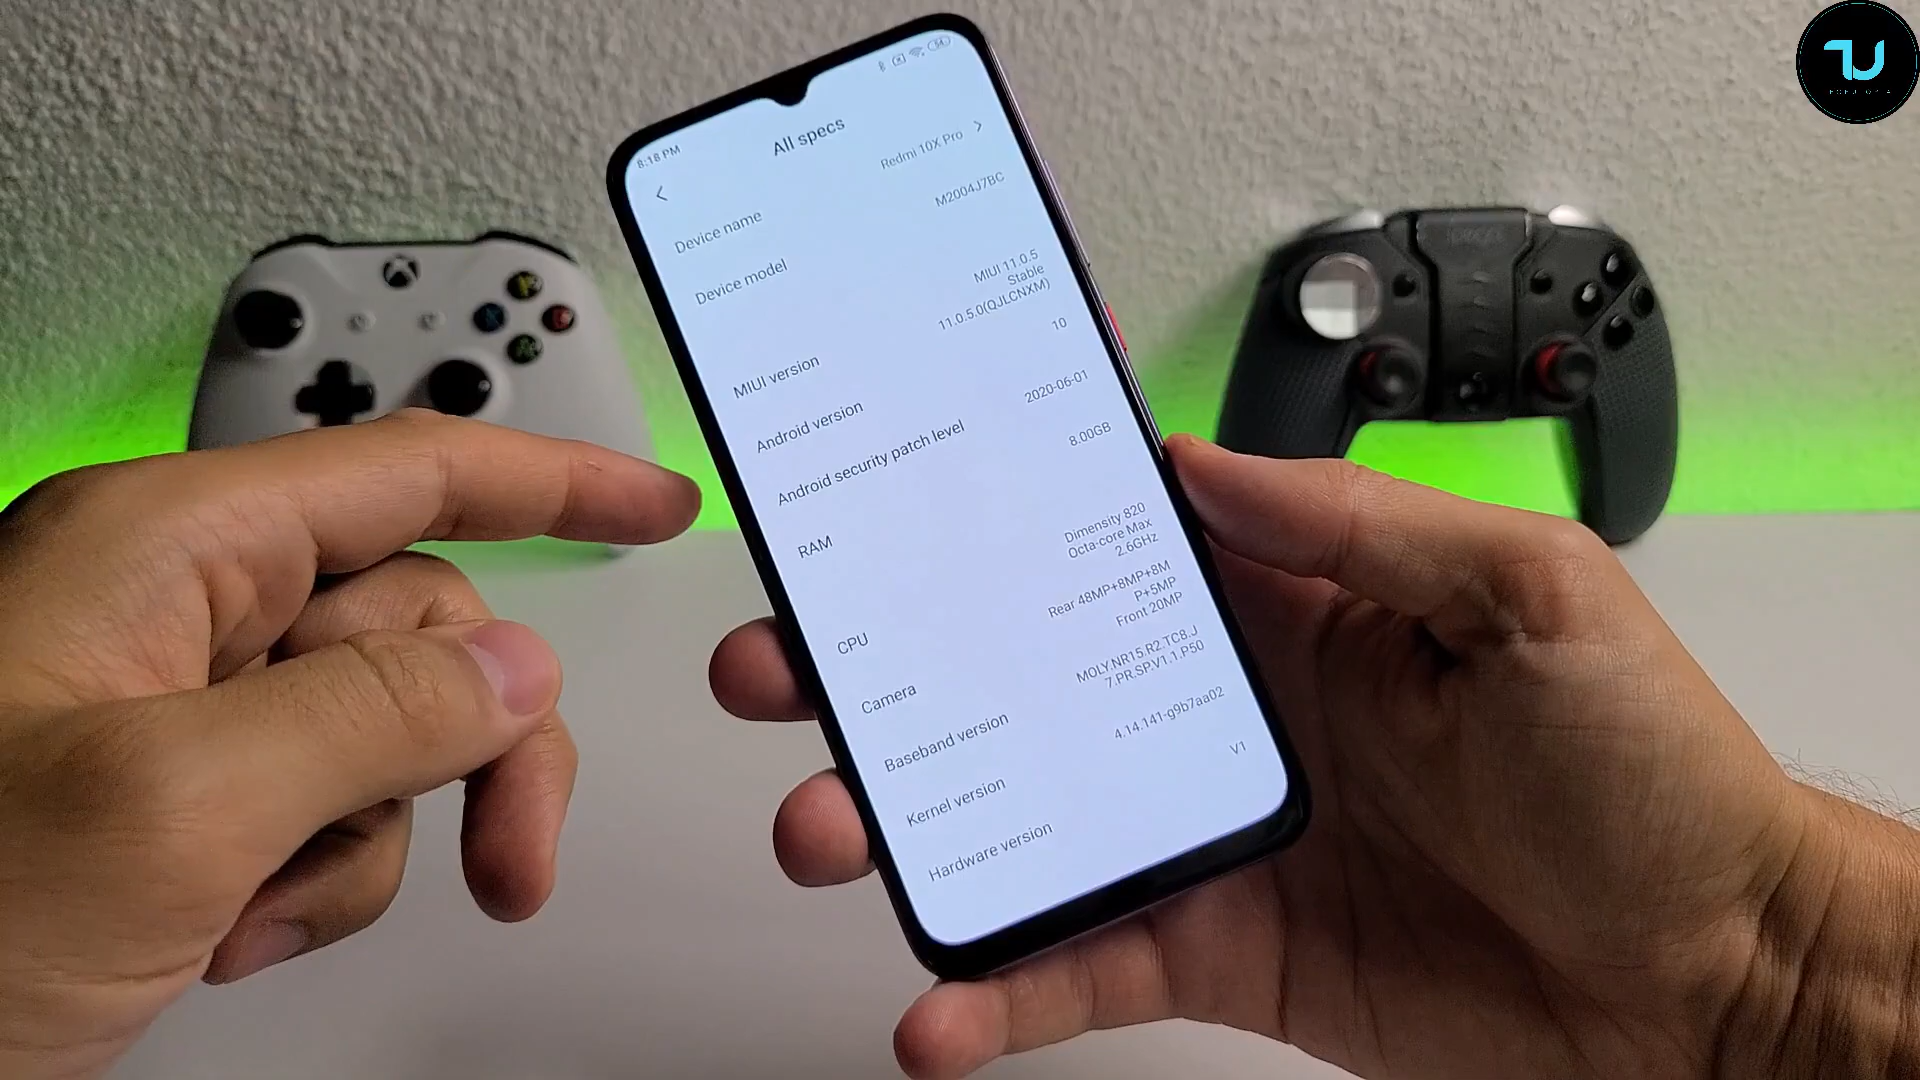 8:18 PM
54
All specs
Device name
Redmi 10X Pro
Device model
M2004J7BC
MIUI version
MIUI 11.0.5
Stable
11.0.5.0(QJLCNXM)
Android version
10
Android security patch level
2020-06-01
RAM
8.00GB
CPU
Dimensity 820
Octa-core Max
2.6GHz
Camera
Rear 48MP+8MP+8M
P+5MP
Front 20MP
Baseband version
MOLY.NR15.R2.TC8.J
7.PR.SP.V1.1.P50
Kernel version
4.14.141-g9b7aa02
Hardware version
V1